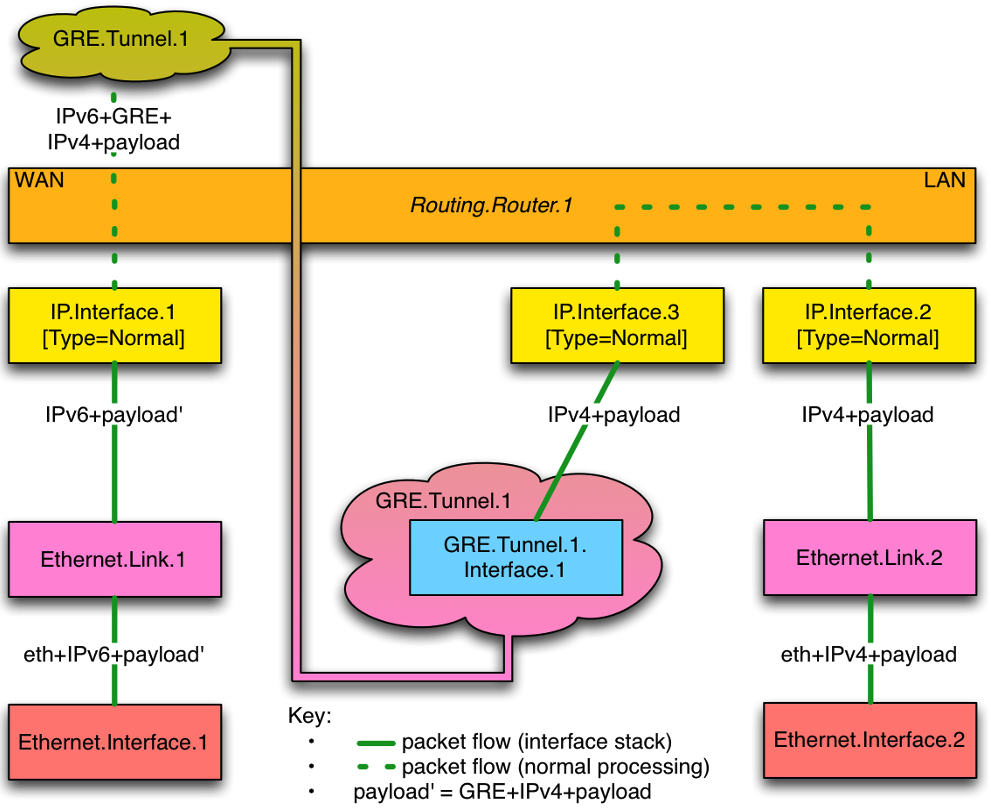 GRE.Tunnel.1
IPv6+GRE+
IPv4+payload
WAN
Routing.Router.1
LAN
IP.Interface.1
[Type=Normal]
IP.Interface.3
[Type=Normal]
IP.Interface.2
[Type=Normal]
IPv6+payload'
IPv4+payload
IPv4+payload
GRE.Tunnel.1
GRE.Tunnel.1.
Interface.1
Ethernet.Link.1
Ethernet.Link.2
eth+IPv6+payload'
eth+IPv4+payload
Ethernet.Interface.1
Ethernet.Interface.2
Key:
• packet flow (interface stack)
• packet flow (normal processing)
• payload' = GRE+IPv4+payload